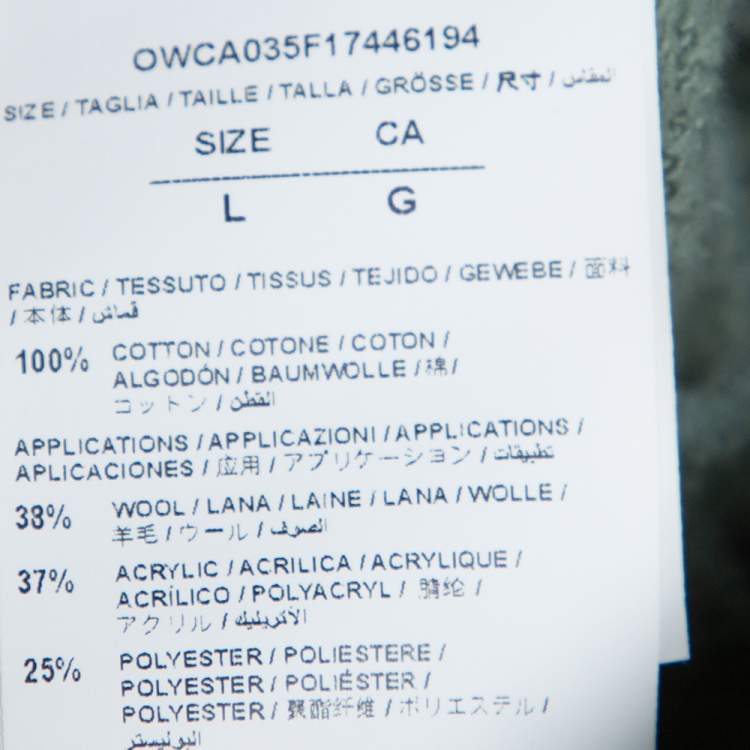 OWCA035F17446194
SIZE / TAGLIA / TAILLE / TALLA / GRÖSSE / 尺寸 / المقاس
SIZE CA
L G
FABRIC / TESSUTO / TISSUS / TEJIDO / GEWEBE / 面料
/ 本体 / قماش
100% COTTON / COTONE / COTON /
ALGODÓN / BAUMWOLLE / 棉 /
コットン / القطن
APPLICATIONS / APPLICAZIONI / APPLICATIONS /
APLICACIONES / 应用 / アプリケーション / تطبيقات
38% WOOL / LANA / LAINE / LANA / WOLLE /
羊毛 / ウール / الصوف
37% ACRYLIC / ACRILICA / ACRYLIQUE /
ACRÍLICO / POLYACRYL / 腈纶 /
アクリル / الأكريليك
25% POLYESTER / POLIESTERE /
POLYESTER / POLIÉSTER /
POLYESTER / 聚酯纤维 / ポリエステル /
البوليستر